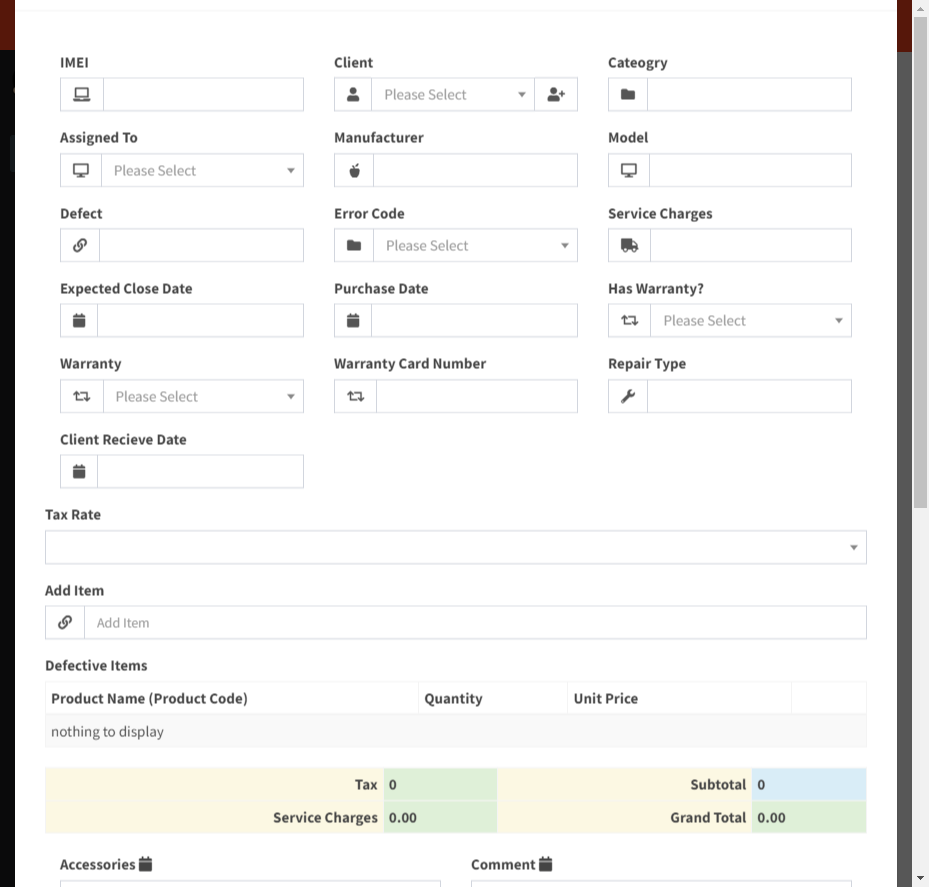 IMEI Client Cateogry
Please Select
Assigned To Manufacturer Model
Please Select
Defect Error Code Service Charges
Please Select
Expected Close Date Purchase Date Has Warranty?
Please Select
Warranty Warranty Card Number Repair Type
Please Select
Client Recieve Date
Tax Rate
Add Item
Add Item
Defective Items
Product Name (Product Code) Quantity Unit Price
nothing to display
Tax 0 Subtotal 0
Service Charges 0.00 Grand Total 0.00
Accessories Comment